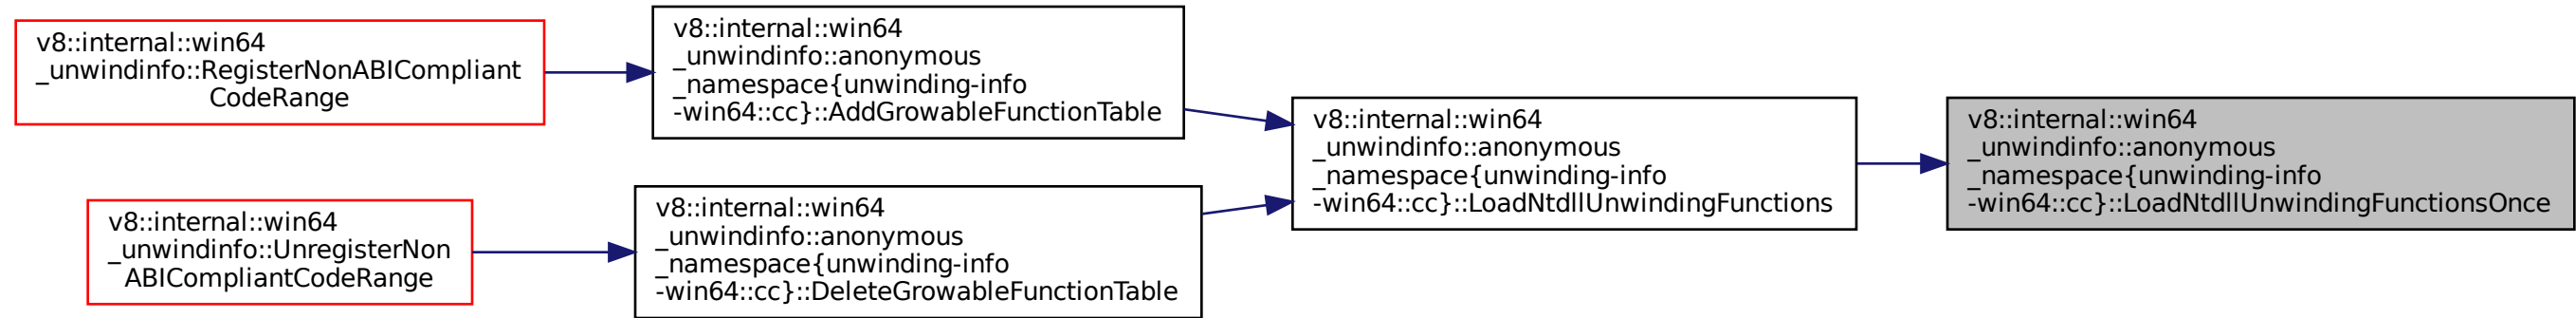 v8::internal::win64
_unwindinfo::RegisterNonABICompliant
CodeRange
v8::internal::win64
_unwindinfo::anonymous
_namespace{unwinding-info
-win64::cc}::AddGrowableFunctionTable
v8::internal::win64
_unwindinfo::UnregisterNon
ABICompliantCodeRange
v8::internal::win64
_unwindinfo::anonymous
_namespace{unwinding-info
-win64::cc}::DeleteGrowableFunctionTable
v8::internal::win64
_unwindinfo::anonymous
_namespace{unwinding-info
-win64::cc}::LoadNtdllUnwindingFunctions
v8::internal::win64
_unwindinfo::anonymous
_namespace{unwinding-info
-win64::cc}::LoadNtdllUnwindingFunctionsOnce